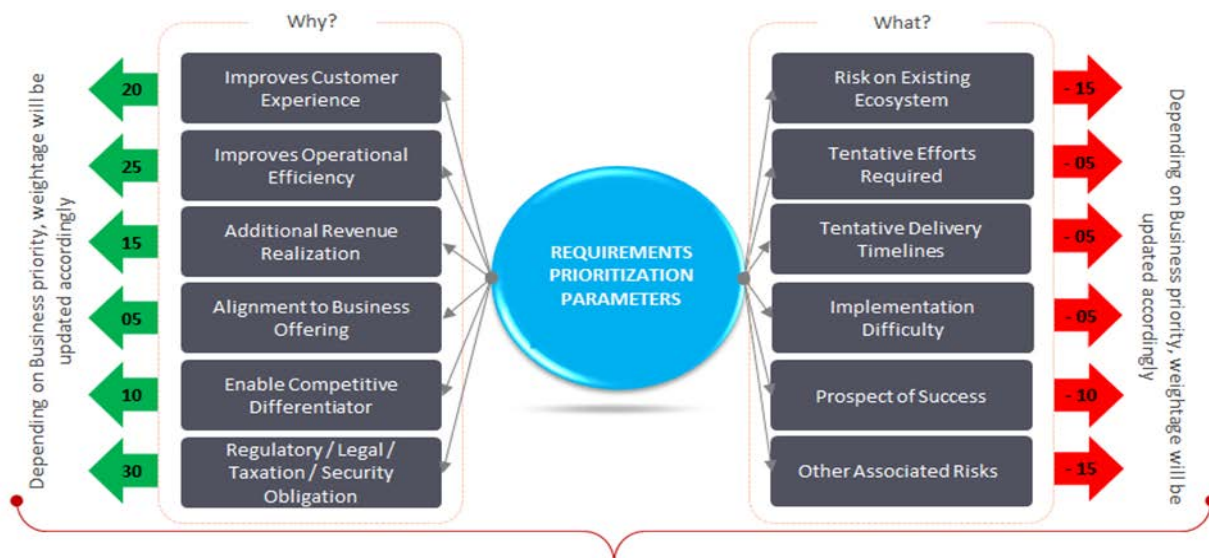 Why?
Depending on Business priority, weightage will be
updated accordingly
20
Improves Customer
Experience
25
Improves Operational
Efficiency
15
Additional Revenue
Realization
05
Alignment to Business
Offering
10
Enable Competitive
Differentiator
30
Regulatory / Legal /
Taxation / Security
Obligation
REQUIREMENTS
PRIORITIZATION
PARAMETERS
What?
Risk on Existing
Ecosystem
- 15
Tentative Efforts
Required
- 05
Tentative Delivery
Timelines
- 05
Implementation
Difficulty
- 05
Prospect of Success
- 10
Other Associated Risks
- 15
Depending on Business priority, weightage will be
updated accordingly